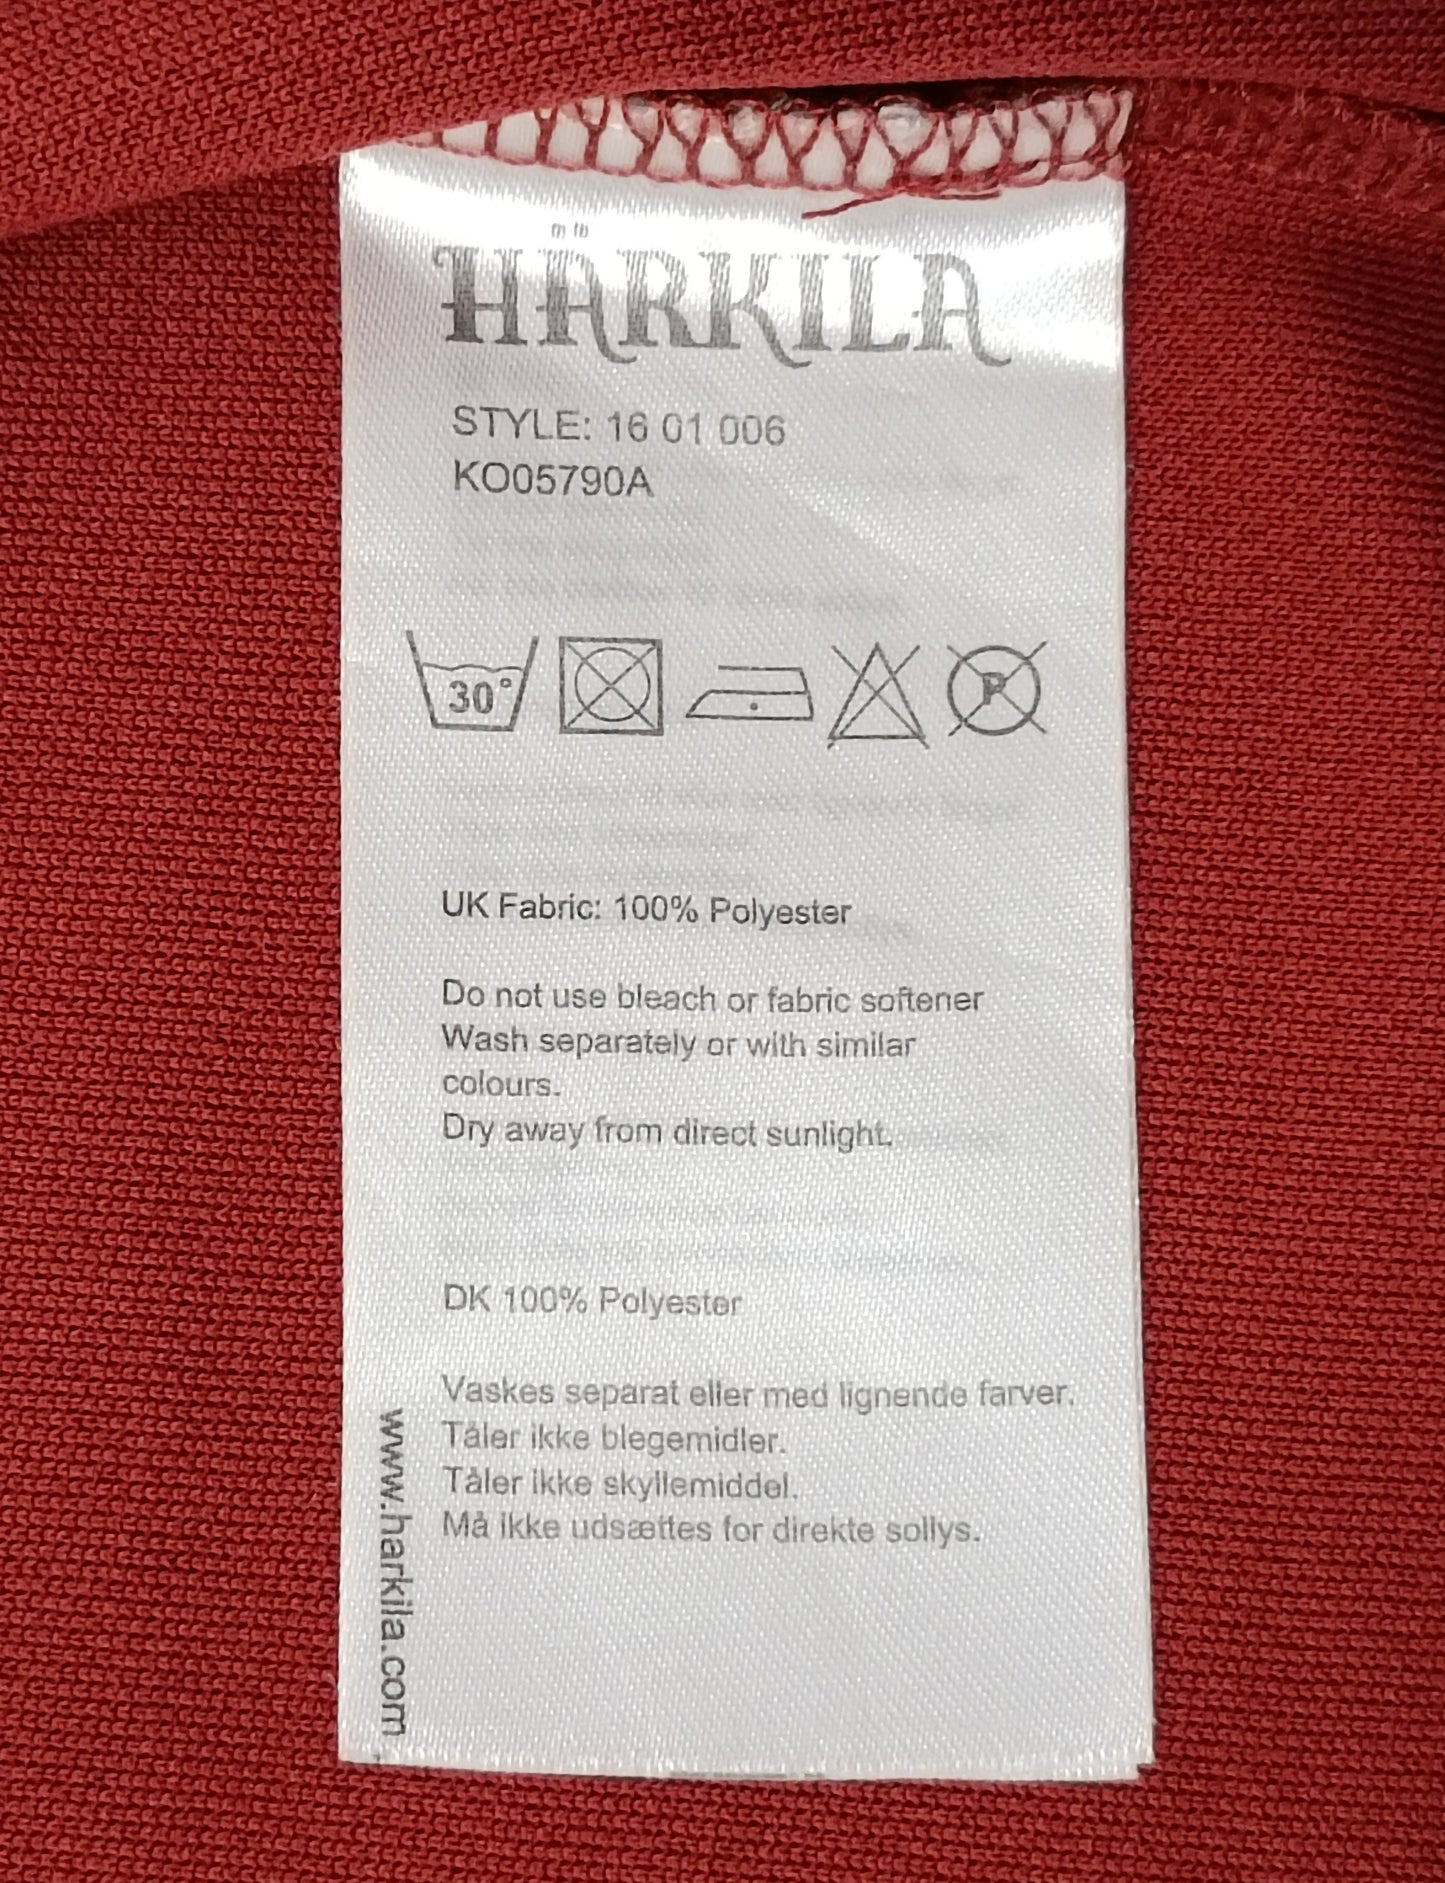 HÄRKILA
STYLE: 16 01 006
KO05790A
30°
P
UK Fabric: 100% Polyester
Do not use bleach or fabric softener
Wash separately or with similar
colours.
Dry away from direct sunlight.
DK 100% Polyester
Vaskes separat eller med lignende farver.
Tåler ikke blegemidler.
Tåler ikke skyllemiddel.
Må ikke udsættes for direkte sollys.
www.harkila.com